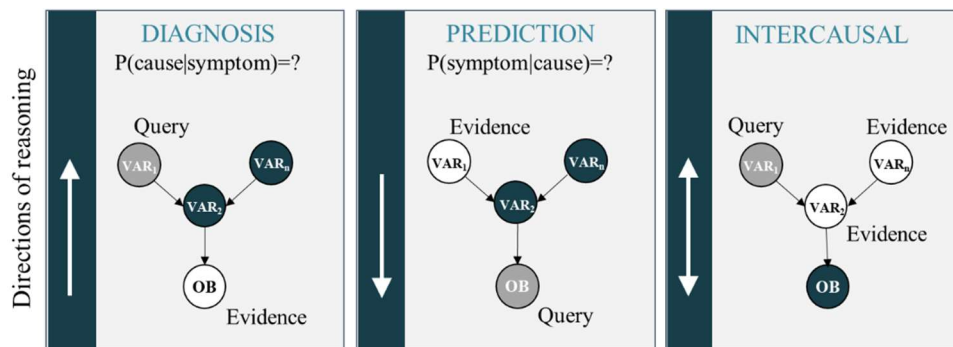 Directions of reasoning
DIAGNOSIS
P(cause|symptom)=?
Query
VAR₁
VARₙ
VAR₂
OB
Evidence
PREDICTION
P(symptom|cause)=?
Evidence
VAR₁
VARₙ
VAR₂
OB
Query
INTERCAUSAL
Query
Evidence
VAR₁
VARₙ
VAR₂
Evidence
OB